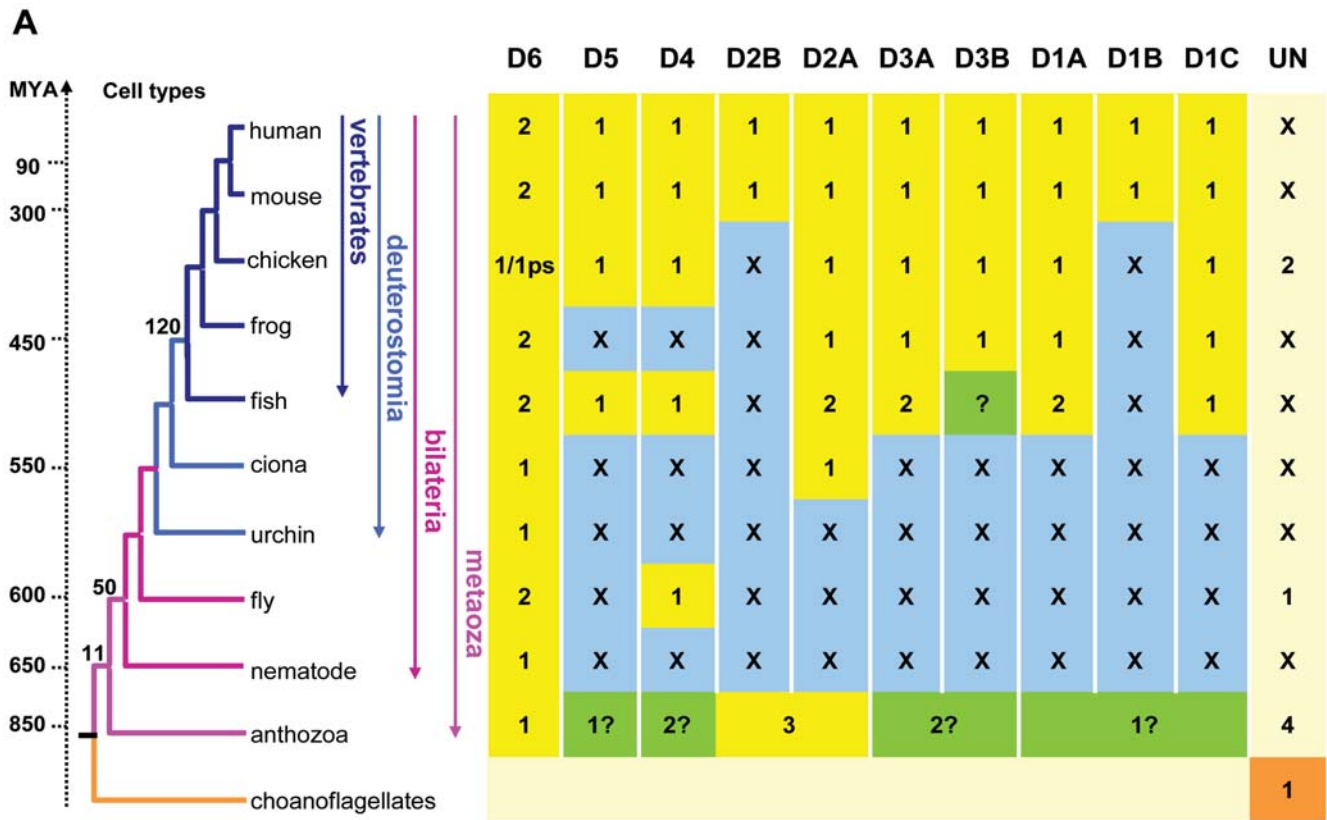 A
D6 D5 D4 D2B D2A D3A D3B D1A D1B D1C UN
MYA Cell types
human 2 1 1 1 1 1 1 1 1 1 X
90
mouse 2 1 1 1 1 1 1 1 1 1 X
300
chicken 1/1ps 1 1 X 1 1 1 1 X 1 2
120 frog
450 2 X X X 1 1 1 1 X 1 X
fish 2 1 1 X 2 2 ? 2 X 1 X
550 ciona 1 X X X 1 X X X X X X
urchin 1 X X X X X X X X X X
50
600 fly 2 X 1 X X X X X X X 1
11
650 nematode 1 X X X X X X X X X X
850 anthozoa 1 1? 2? 3 2? 1? 4
choanoflagellates 1
vertebrates
deuterostomia
bilateria
metaoza